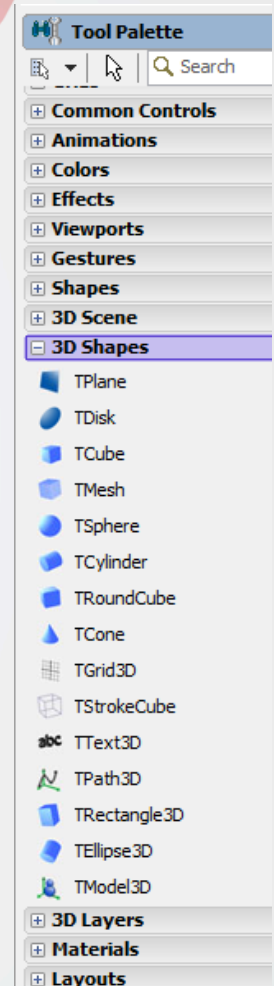 Tool Palette
Search
Common Controls
Animations
Colors
Effects
Viewports
Gestures
Shapes
3D Scene
3D Shapes
TPlane
TDisk
TCube
TMesh
TSphere
TCylinder
TRoundCube
TCone
TGrid3D
TStrokeCube
abc TText3D
TPath3D
TRectangle3D
TEllipse3D
TModel3D
3D Layers
Materials
Layouts